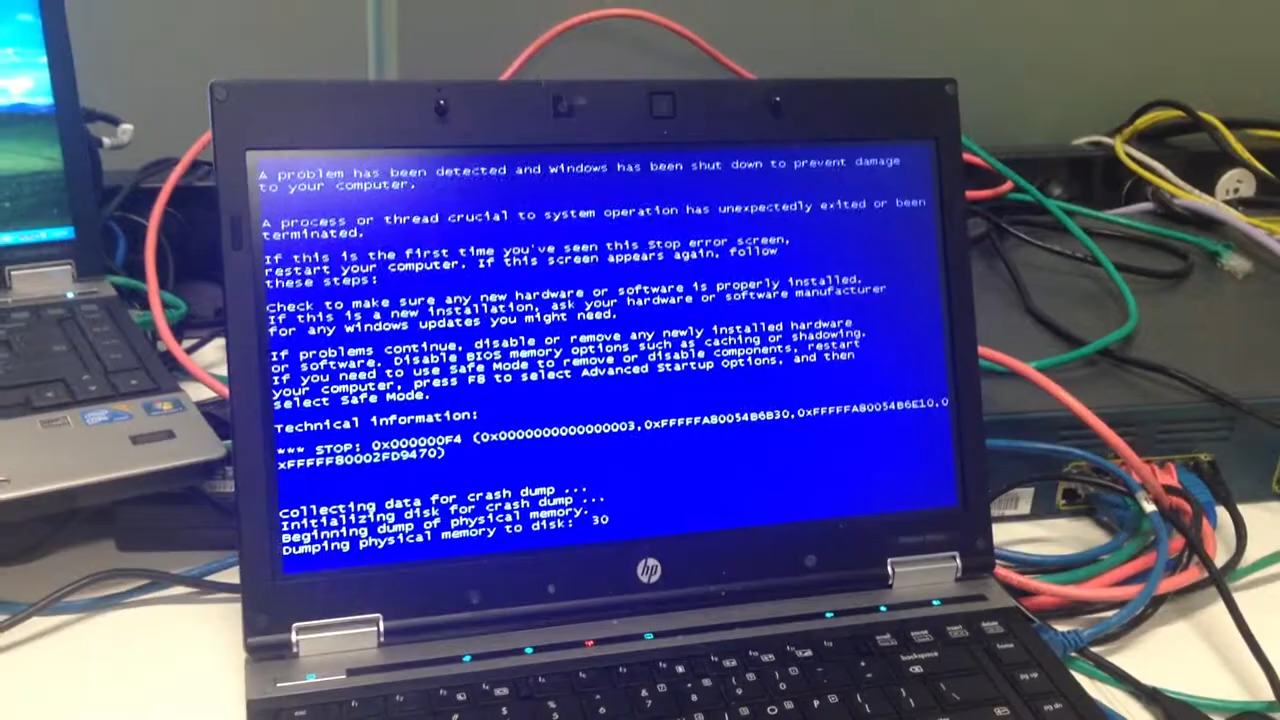 A problem has been detected and Windows has been shut down to prevent damage
to your computer.
A process or thread crucial to system operation has unexpectedly exited or been
terminated.
If this is the first time you've seen this Stop error screen,
restart your computer. If this screen appears again, follow
these steps:
Check to make sure any new hardware or software is properly installed.
If this is a new installation, ask your hardware or software manufacturer
for any Windows updates you might need.
If problems continue, disable or remove any newly installed hardware
or software. Disable BIOS memory options such as caching or shadowing.
If you need to use Safe Mode to remove or disable components, restart
your computer, press F8 to select Advanced Startup Options, and then
select Safe Mode.
Technical information:
*** STOP: 0x000000F4 (0x0000000000000003,0xFFFFFA80054B6B30,0xFFFFFA80054B6E10,0
xFFFFF80002FD9470)
Collecting data for crash dump ...
Initializing disk for crash dump ...
Beginning dump of physical memory.
Dumping physical memory to disk: 30
hp
backspace
home
pg up
pg dn